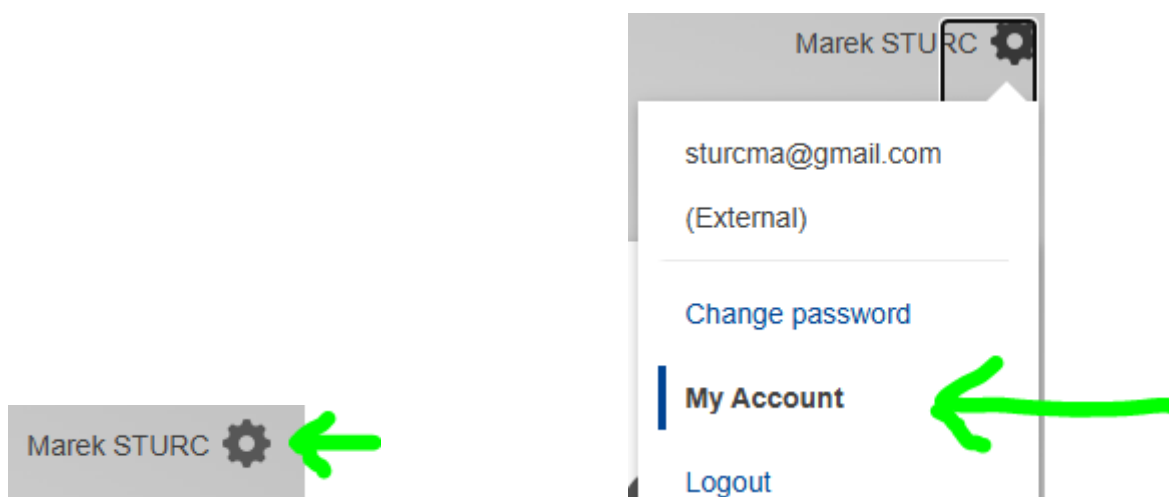 Marek STURC
Marek STURC
sturcma@gmail.com
(External)
Change password
My Account
Logout